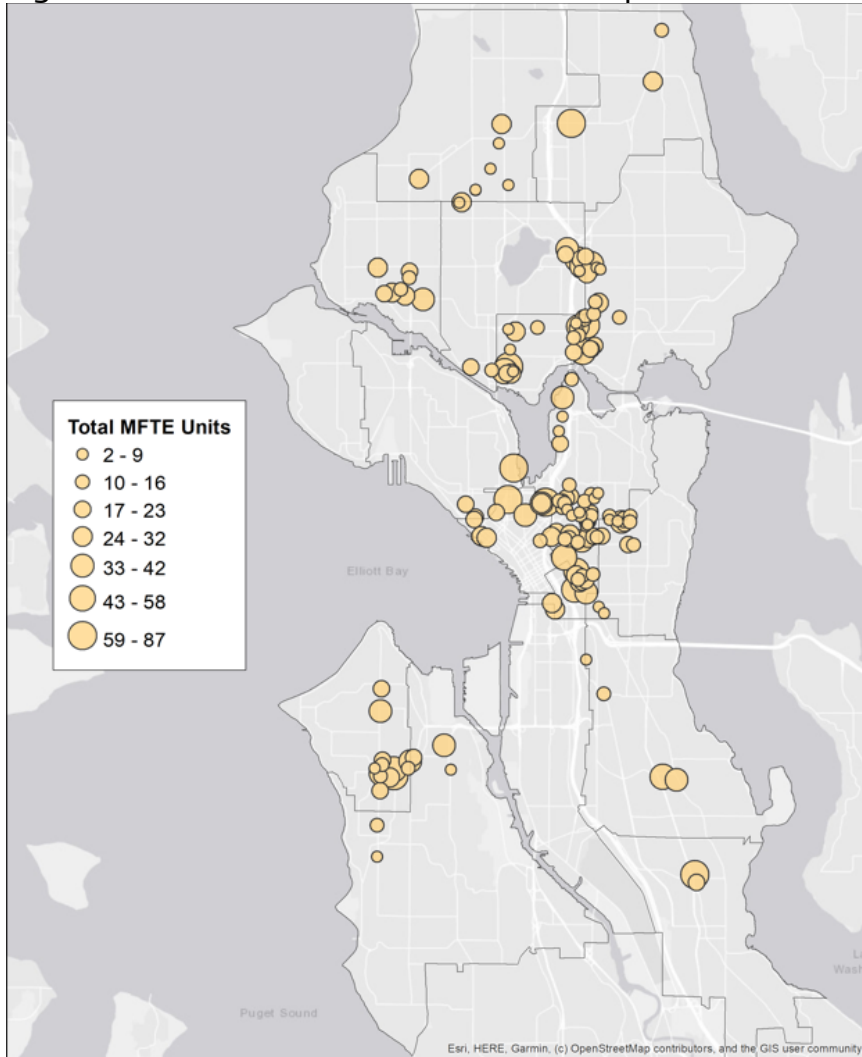 Total MFTE Units
2 - 9
10 - 16
17 - 23
24 - 32
33 - 42
43 - 58
59 - 87
Elliott Bay
Puget Sound
Esri, HERE, Garmin, (c) OpenStreetMap contributors, and the GIS user community